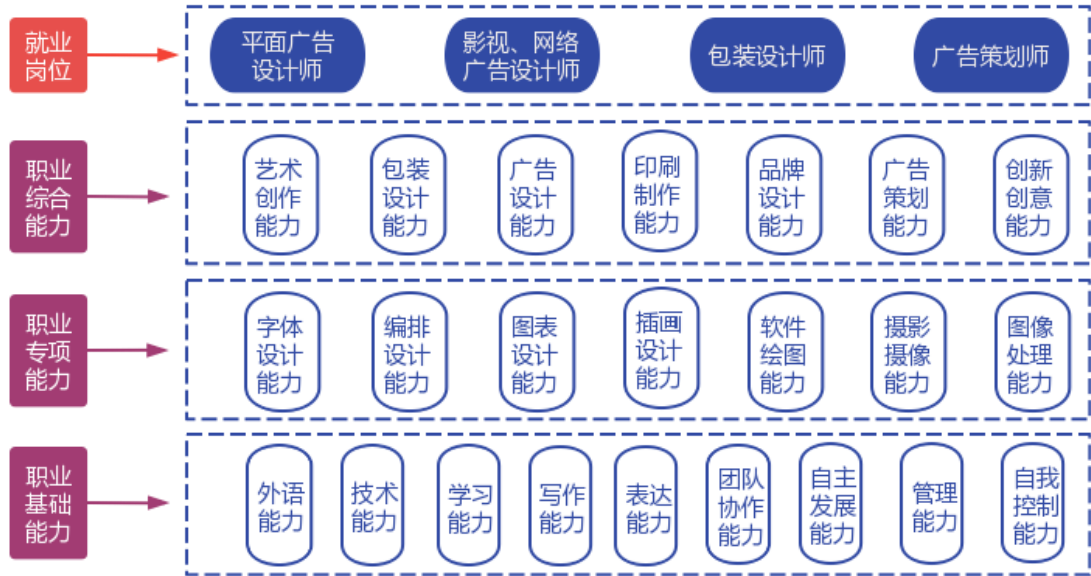 就业
岗位
平面广告
设计师
影视、网络
广告设计师
包装设计师
广告策划师
职业
综合
能力
艺术
创作
能力
包装
设计
能力
广告
设计
能力
印刷
制作
能力
品牌
设计
能力
广告
策划
能力
创新
创意
能力
职业
专项
能力
字体
设计
能力
编排
设计
能力
图表
设计
能力
插画
设计
能力
软件
绘图
能力
摄影
摄像
能力
图像
处理
能力
职业
基础
能力
外语
能力
技术
能力
学习
能力
写作
能力
表达
能力
团队
协作
能力
自主
发展
能力
管理
能力
自我
控制
能力